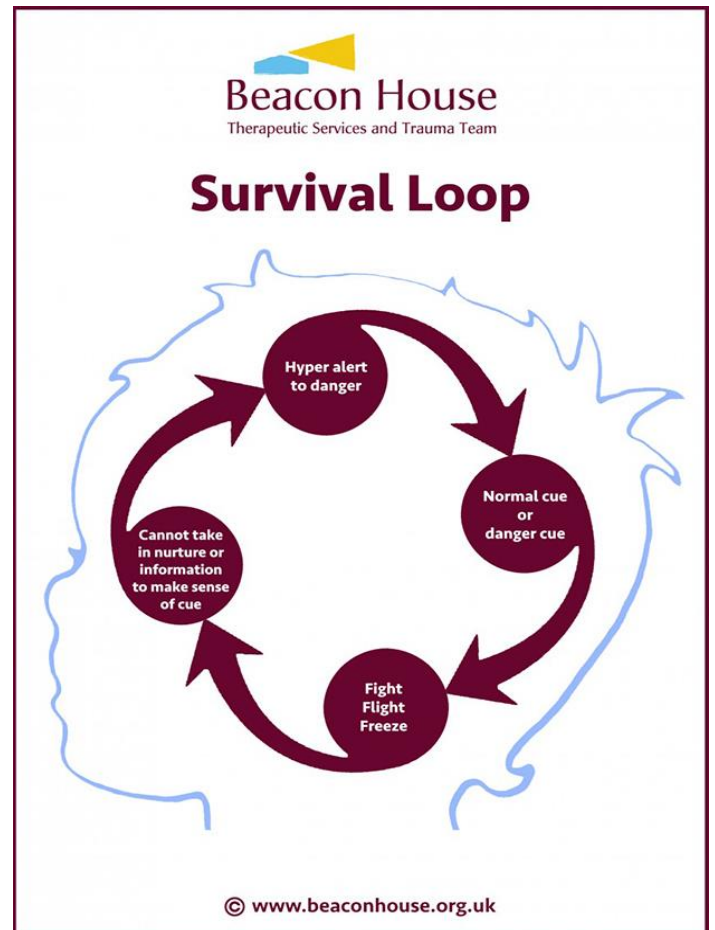 Beacon House
Therapeutic Services and Trauma Team
Survival Loop
Hyper alert
to danger
Normal cue
or
danger cue
Fight
Flight
Freeze
Cannot take
in nurture or
information
to make sense
of cue
© www.beaconhouse.org.uk